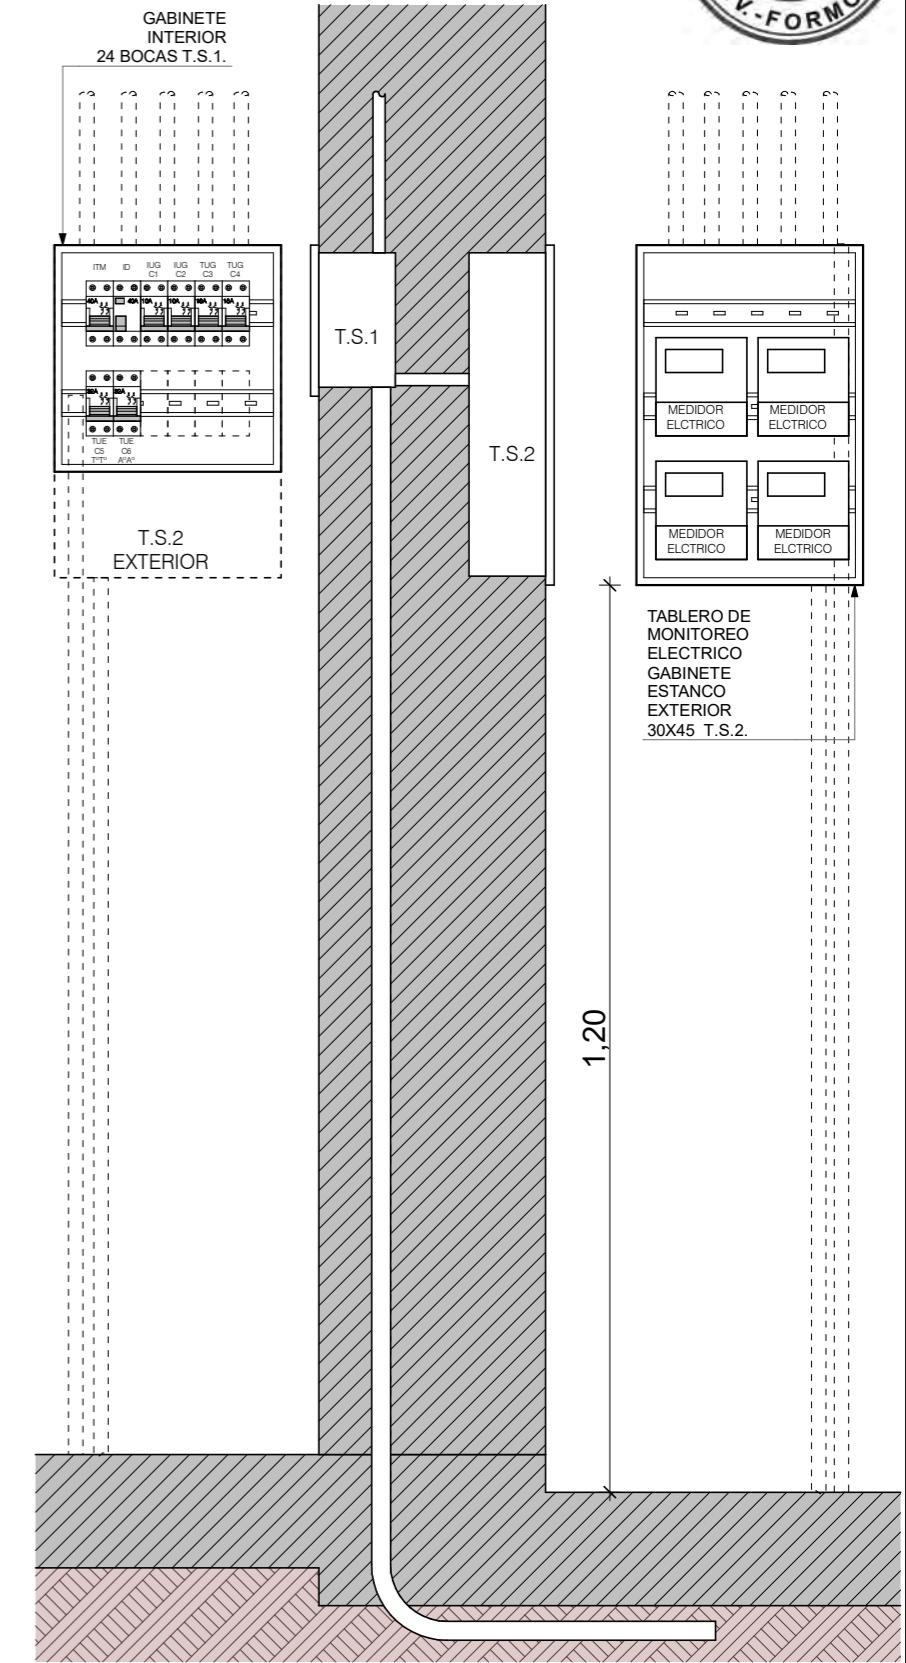 GABINETE
INTERIOR
24 BOCAS T.S.1.
V.-FORMO
ITM ID IUG C1 IUG C2 TUG C3 TUG C4
40A 40A 10A 10A 16A 16A
TUE C5 T°T° TUE C6 A°A°
T.S.2
EXTERIOR
T.S.1
T.S.2
MEDIDOR
ELCTRICO
MEDIDOR
ELCTRICO
MEDIDOR
ELCTRICO
MEDIDOR
ELCTRICO
TABLERO DE
MONITOREO
ELECTRICO
GABINETE
ESTANCO
EXTERIOR
30X45 T.S.2.
1,20